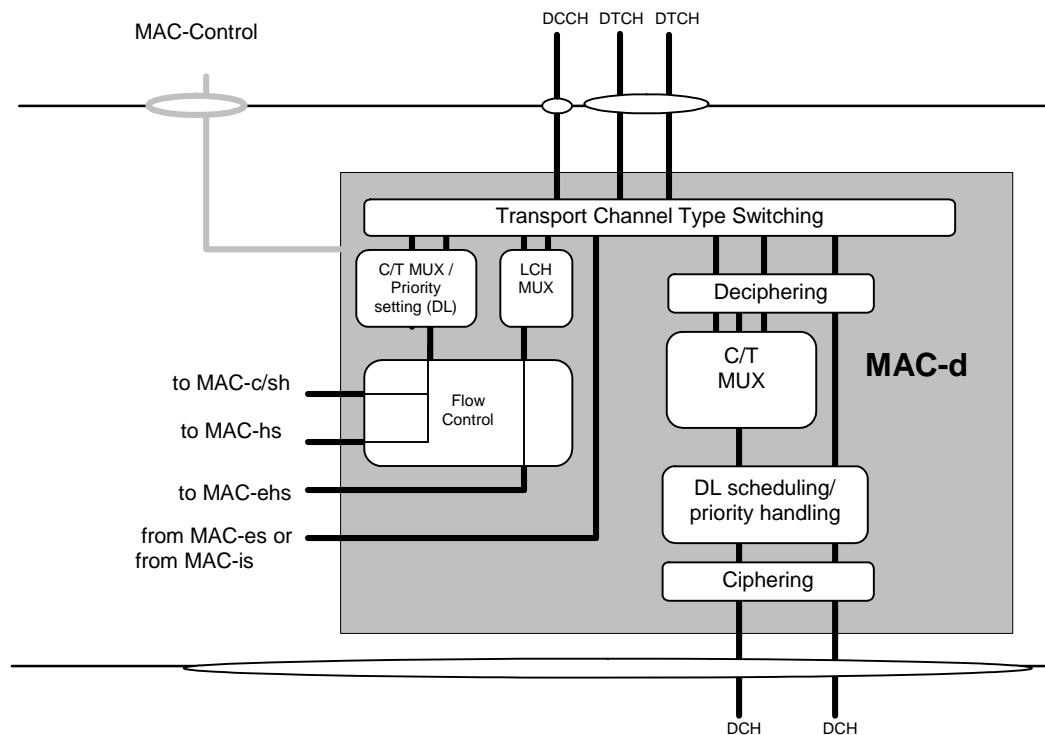 DCCH DTCH DTCH
MAC-Control
Transport Channel Type Switching
C/T MUX /
Priority
setting (DL)
LCH
MUX
Deciphering
C/T
MUX
MAC-d
to MAC-c/sh
Flow
Control
to MAC-hs
to MAC-ehs
DL scheduling/
priority handling
from MAC-es or
from MAC-is
Ciphering
DCH DCH